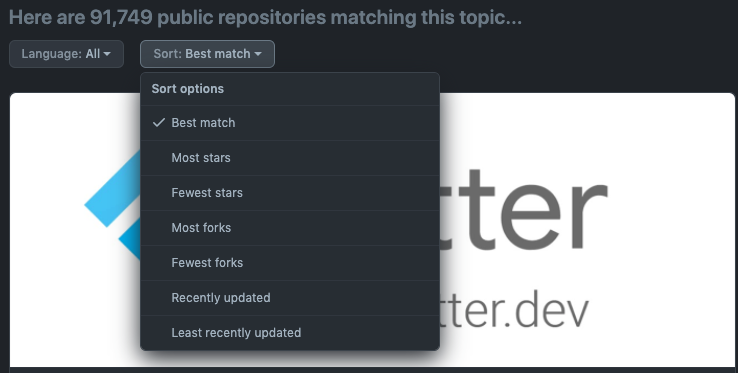 Here are 91,749 public repositories matching this topic...
Language: All
Sort: Best match
Sort options
Best match
Most stars
Fewest stars
Most forks
Fewest forks
Recently updated
Least recently updated
tter
tter.dev